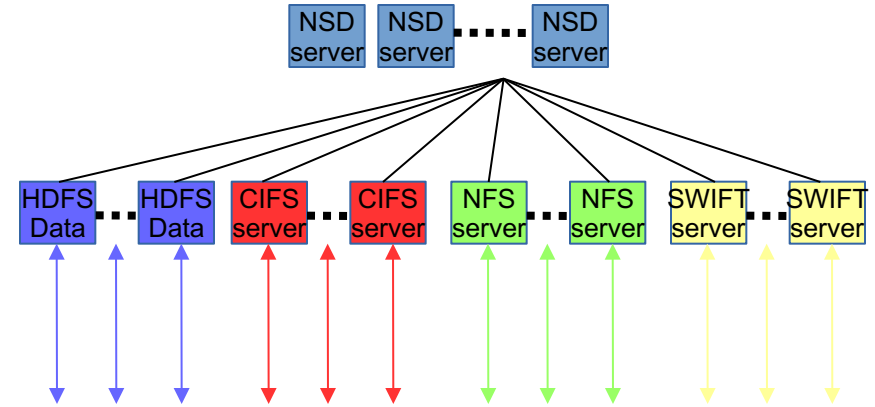 NSD
server
NSD
server
NSD
server
HDFS
Data
HDFS
Data
CIFS
server
CIFS
server
NFS
server
NFS
server
SWIFT
server
SWIFT
server